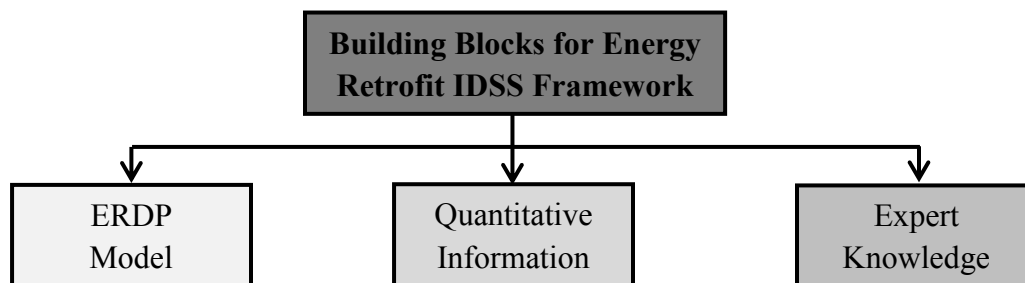 Building Blocks for Energy
Retrofit IDSS Framework
ERDP
Model
Quantitative
Information
Expert
Knowledge